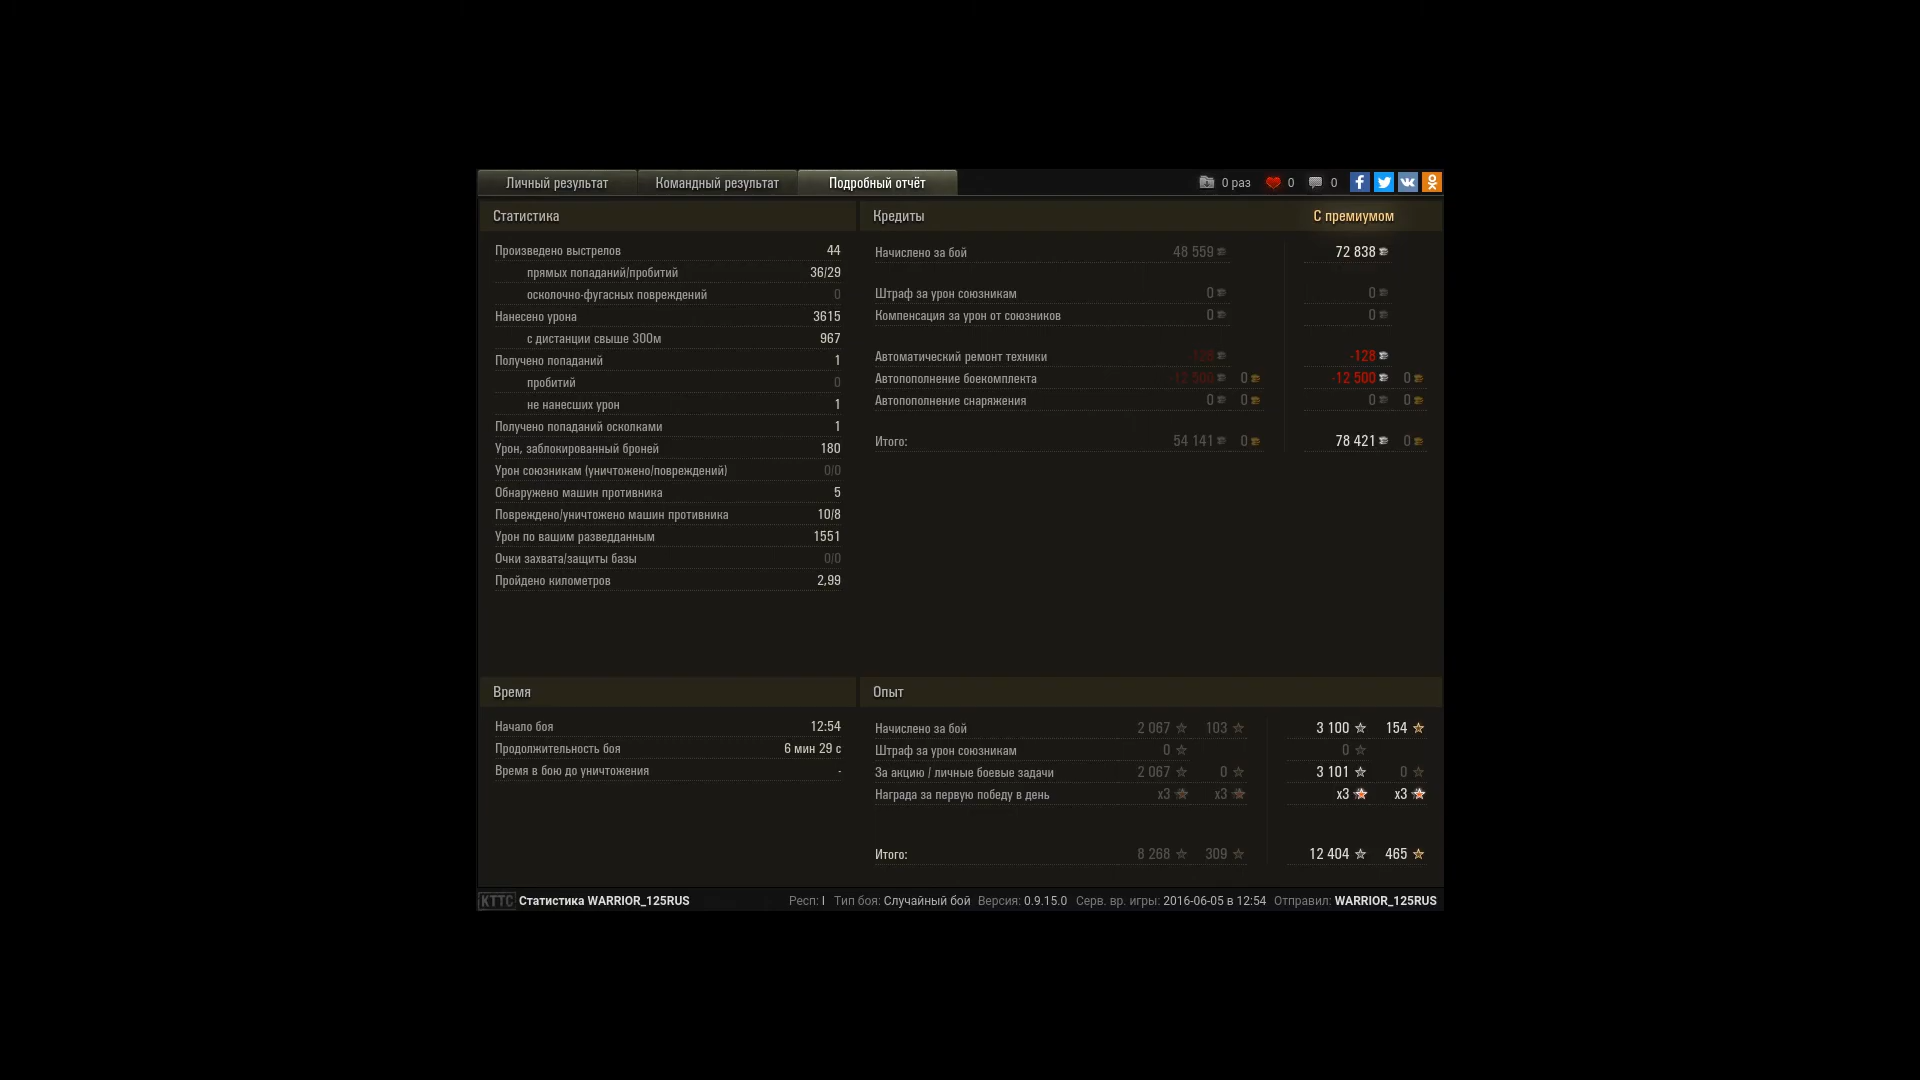 Личный результат Командный результат Подробный отчёт 0 раз 0 0
Статистика
Произведено выстрелов 44
прямых попаданий/пробитий 36/29
осколочно-фугасных повреждений 0
Нанесено урона 3615
с дистанции свыше 300м 967
Получено попаданий 1
пробитий 0
не нанесших урон 1
Получено попаданий осколками 1
Урон, заблокированный броней 180
Урон союзникам (уничтожено/повреждений) 0/0
Обнаружено машин противника 5
Повреждено/уничтожено машин противника 10/8
Урон по вашим разведданным 1551
Очки захвата/защиты базы 0/0
Пройдено километров 2,99
Кредиты С премиумом
Начислено за бой 48 559 72 838
Штраф за урон союзникам 0 0
Компенсация за урон от союзников 0 0
Автоматический ремонт техники -128 -128
Автопополнение боекомплекта -12 500 0 -12 500 0
Автопополнение снаряжения 0 0 0 0
Итого: 54 141 0 78 421 0
Время
Начало боя 12:54
Продолжительность боя 6 мин 29 с
Время в бою до уничтожения -
Опыт
Начислено за бой 2 067 103 3 100 154
Штраф за урон союзникам 0 0
За акцию / личные боевые задачи 2 067 0 3 101 0
Награда за первую победу в день x3 x3 x3 x3
Итого: 8 268 309 12 404 465
КТТС Статистика WARRIOR_125RUS Респ: I Тип боя: Случайный бой Версия: 0.9.15.0 Серв. вр. игры: 2016-06-05 в 12:54 Отправил: WARRIOR_125RUS